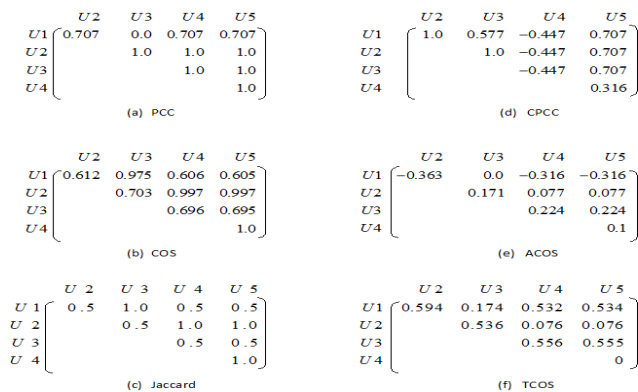 U2 U3 U4 U5
U1 0.707 0.0 0.707 0.707
U2 1.0 1.0 1.0
U3 1.0 1.0
U4 1.0
(a) PCC
U2 U3 U4 U5
U1 1.0 0.577 −0.447 0.707
U2 1.0 −0.447 0.707
U3 −0.447 0.707
U4 0.316
(d) CPCC
U2 U3 U4 U5
U1 0.612 0.975 0.606 0.605
U2 0.703 0.997 0.997
U3 0.696 0.695
U4 1.0
(b) COS
U2 U3 U4 U5
U1 −0.363 0.0 −0.316 −0.316
U2 0.171 0.077 0.077
U3 0.224 0.224
U4 0.1
(e) ACOS
U 2 U 3 U 4 U 5
U 1 0.5 1.0 0.5 0.5
U 2 0.5 1.0 1.0
U 3 0.5 0.5
U 4 1.0
(c) Jaccard
U2 U3 U4 U5
U1 0.594 0.174 0.532 0.534
U2 0.536 0.076 0.076
U3 0.556 0.555
U4 0
(f) TCOS